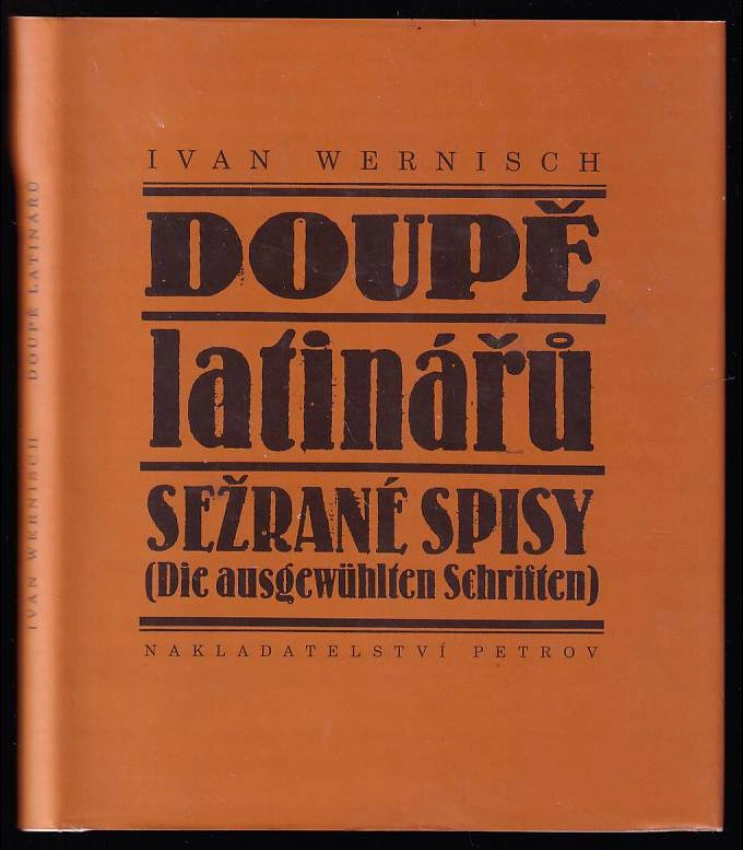 IVAN WERNISCH
DOUPĚ
latinářů
SEŽRANÉ SPISY
(Die ausgewühlten Schriften)
NAKLADATELSTVÍ PETROV
IVAN WERNISCH DOUPĚ LATINÁŘŮ